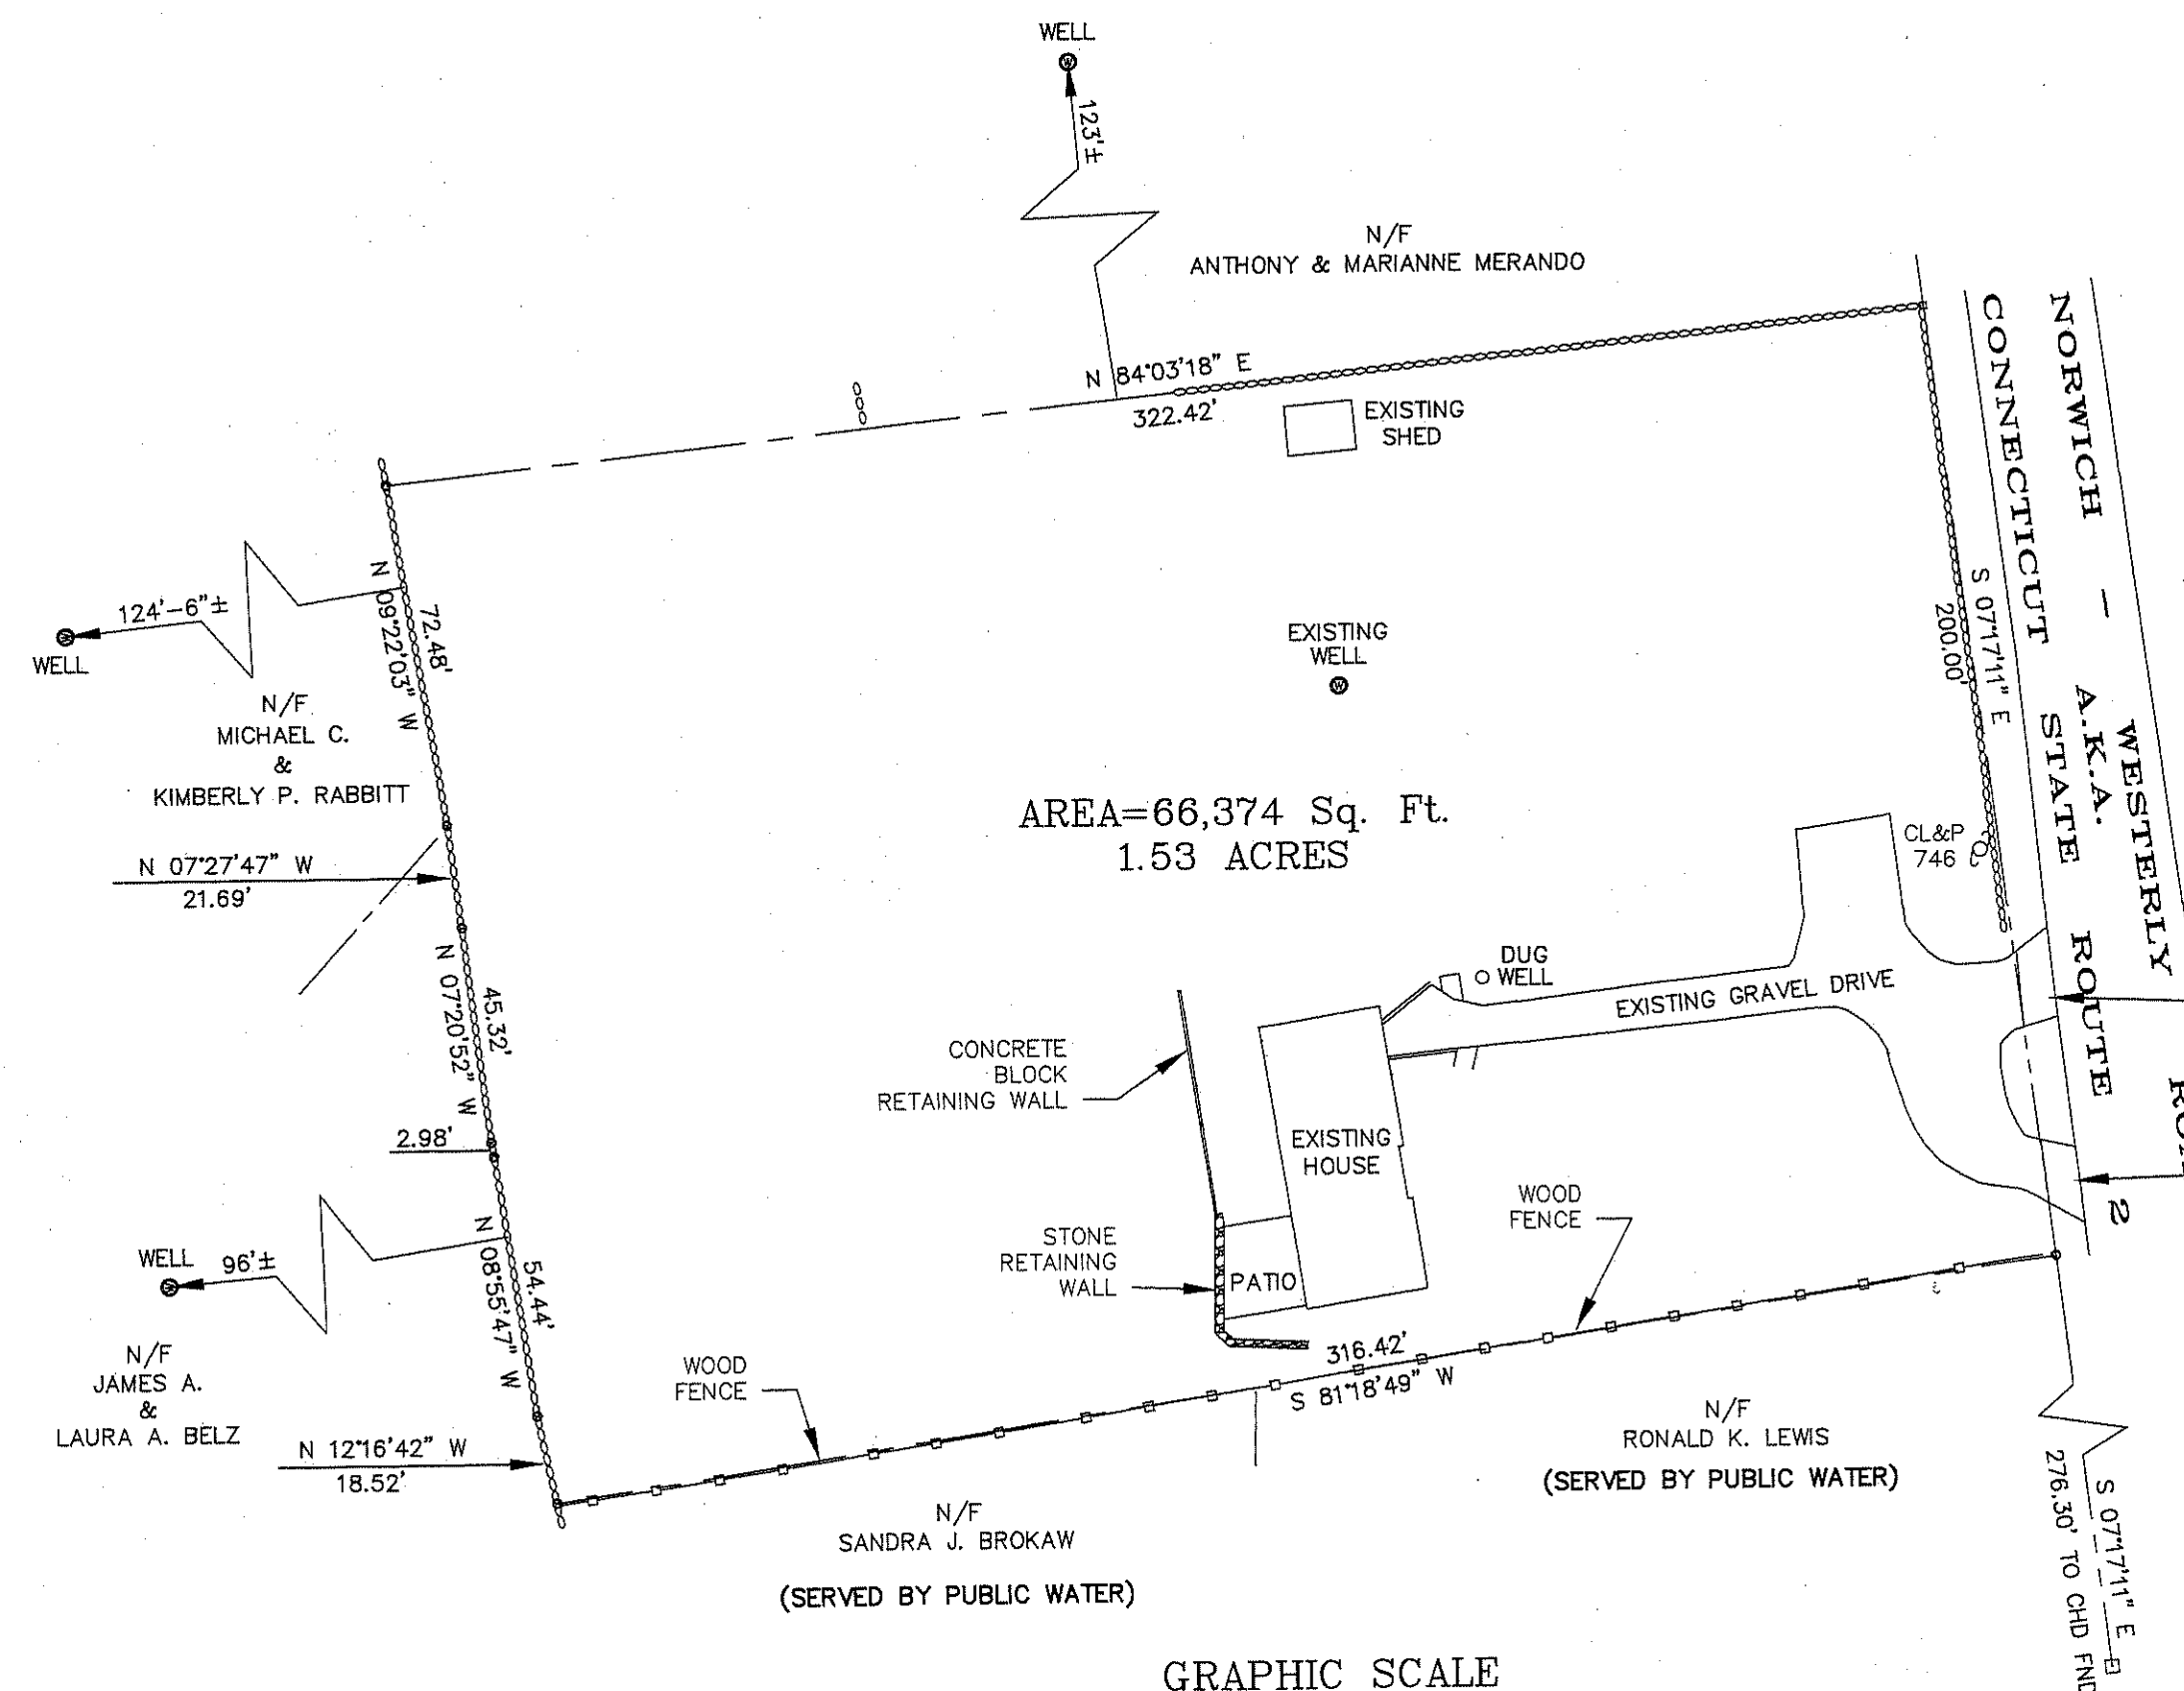 WELL
123'±
N/F
ANTHONY & MARIANNE MERANDO
N 84°03'18" E
322.42'
EXISTING
SHED
NORWICH - WESTERLY
A.K.A.
CONNECTICUT STATE ROUTE 2
S 07°17'11" E
200.00'
124'-6"±
WELL
N 09°22'03" W
72.48'
N/F
MICHAEL C.
&
KIMBERLY P. RABBITT
EXISTING
WELL
AREA=66,374 Sq. Ft.
1.53 ACRES
CL&P
746
N 07°27'47" W
21.69'
N 07°20'52" W
45.32'
DUG
WELL
EXISTING GRAVEL DRIVE
CONCRETE
BLOCK
RETAINING WALL
EXISTING
HOUSE
2.98'
WOOD
FENCE
STONE
RETAINING
WALL
PATIO
WELL
96'±
N 08°55'47" W
54.44'
N/F
JAMES A.
&
LAURA A. BELZ
WOOD
FENCE
316.42'
S 81°18'49" W
N 12°16'42" W
18.52'
N/F
RONALD K. LEWIS
(SERVED BY PUBLIC WATER)
N/F
SANDRA J. BROKAW
(SERVED BY PUBLIC WATER)
S 07°17'11" E
276.30' TO CHD FND
GRAPHIC SCALE